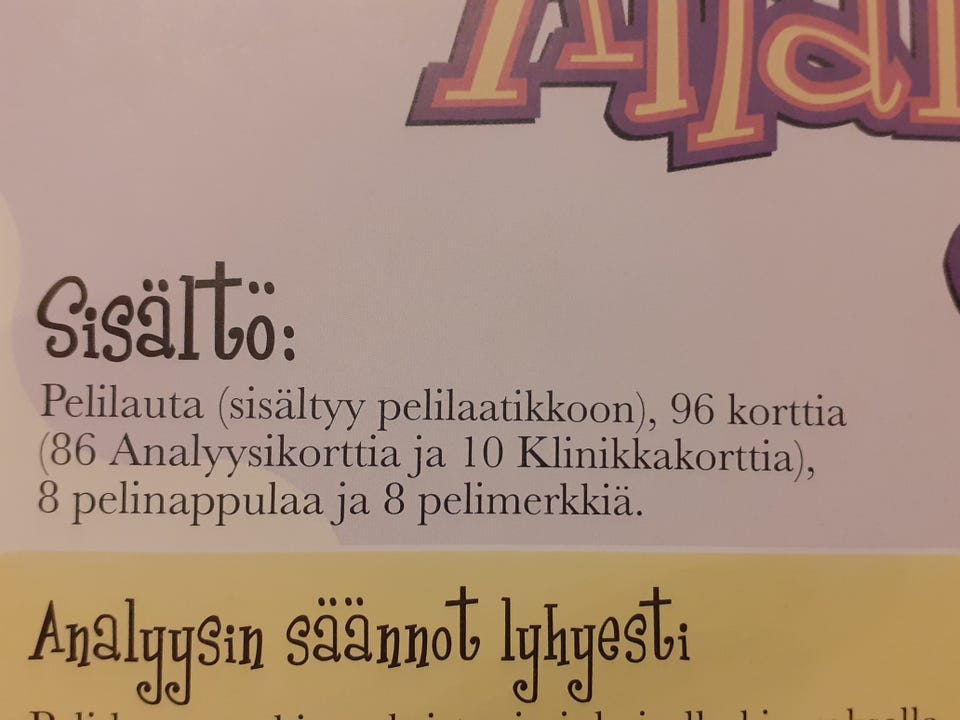 Sisältö:
Pelilauta (sisältyy pelilaatikkoon), 96 korttia
(86 Analyysikorttia ja 10 Klinikkakorttia),
8 pelinappulaa ja 8 pelimerkkiä.
Analyysin säännot lyhyesti